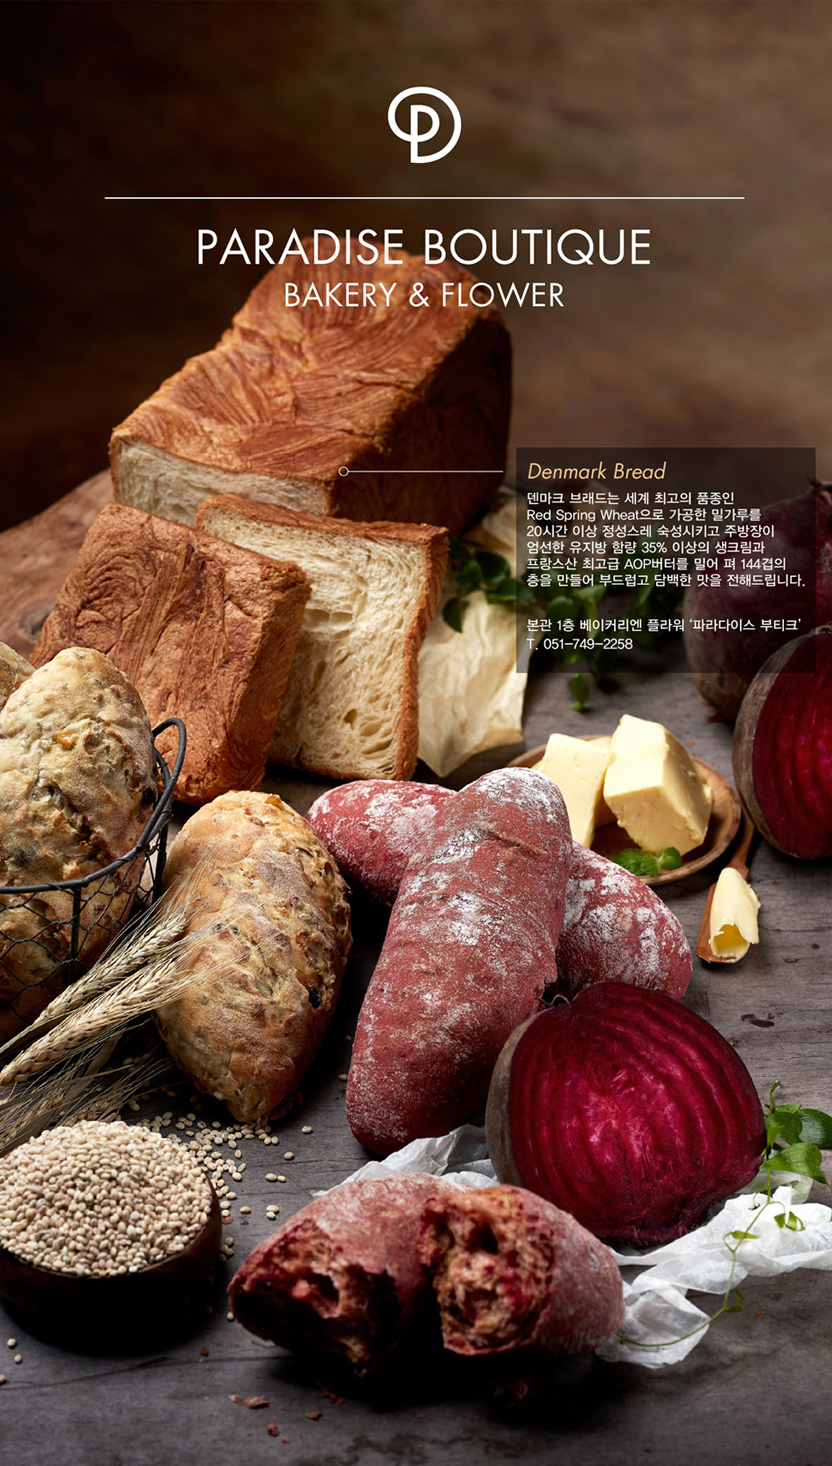 PARADISE BOUTIQUE
BAKERY & FLOWER
Denmark Bread
덴마크 브래드는 세계 최고의 품종인
Red Spring Wheat으로 가공한 밀가루를
20시간 이상 정성스레 숙성시키고 주방장이
엄선한 유지방 함량 35% 이상의 생크림과
프랑스산 최고급 AOP버터를 밀어 펴 144겹의
층을 만들어 부드럽고 담백한 맛을 전해드립니다.
본관 1층 베이커리엔 플라워 ‘파라다이스 부티크’
T. 051–749–2258